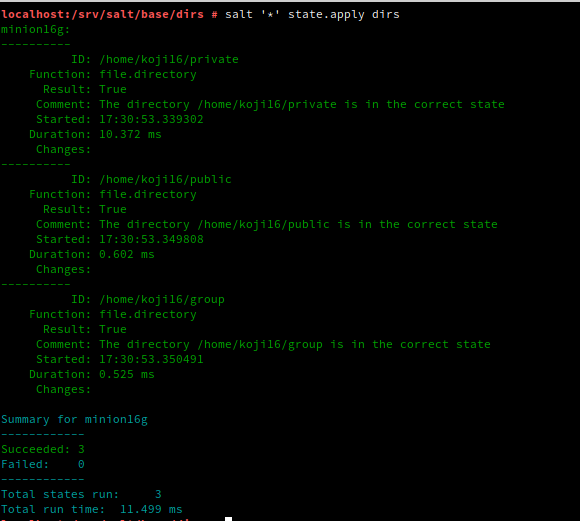 localhost:/srv/salt/base/dirs # salt '*' state.apply dirs
minion16g:
----------
          ID: /home/koji16/private
    Function: file.directory
      Result: True
     Comment: The directory /home/koji16/private is in the correct state
     Started: 17:30:53.339302
    Duration: 10.372 ms
     Changes:
----------
          ID: /home/koji16/public
    Function: file.directory
      Result: True
     Comment: The directory /home/koji16/public is in the correct state
     Started: 17:30:53.349808
    Duration: 0.602 ms
     Changes:
----------
          ID: /home/koji16/group
    Function: file.directory
      Result: True
     Comment: The directory /home/koji16/group is in the correct state
     Started: 17:30:53.350491
    Duration: 0.525 ms
     Changes:

Summary for minion16g
------------
Succeeded: 3
Failed:    0
------------
Total states run:     3
Total run time:  11.499 ms